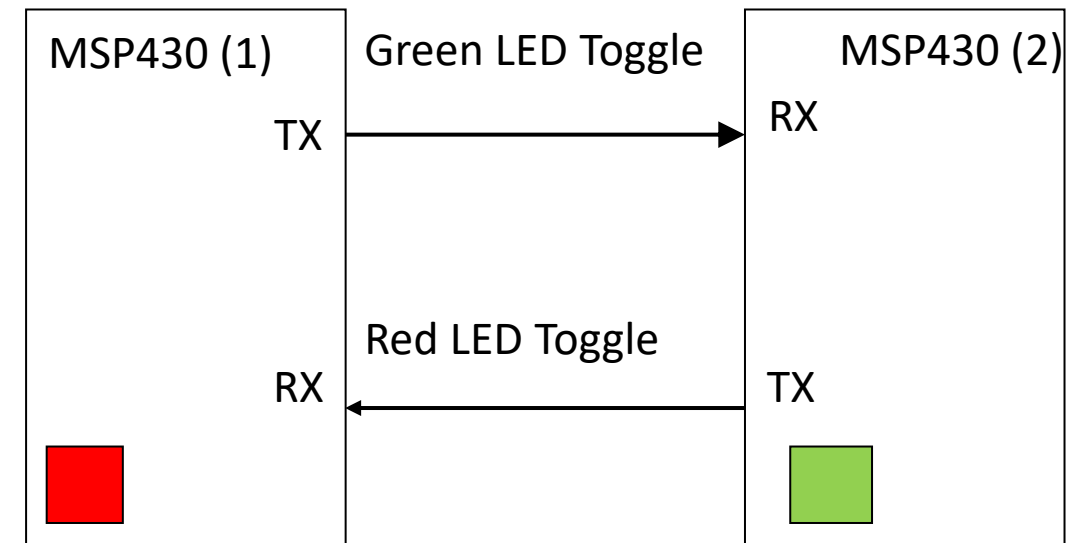 MSP430 (1)
Green LED Toggle
MSP430 (2)
TX
RX
Red LED Toggle
RX
TX